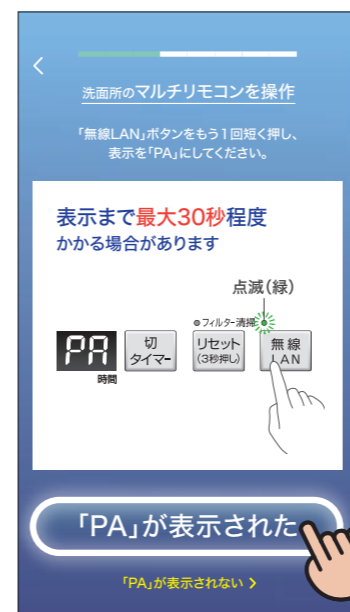 洗面所のマルチリモコンを操作
「無線LAN」ボタンをもう1回短く押し、
表示を「PA」にしてください。
表示まで最大30秒程度
かかる場合があります
点滅(緑)
フィルター清掃
PA
時間
切
タイマー
リセット
(3秒押し)
無線
LAN
「PA」が表示された
「PA」が表示されない >